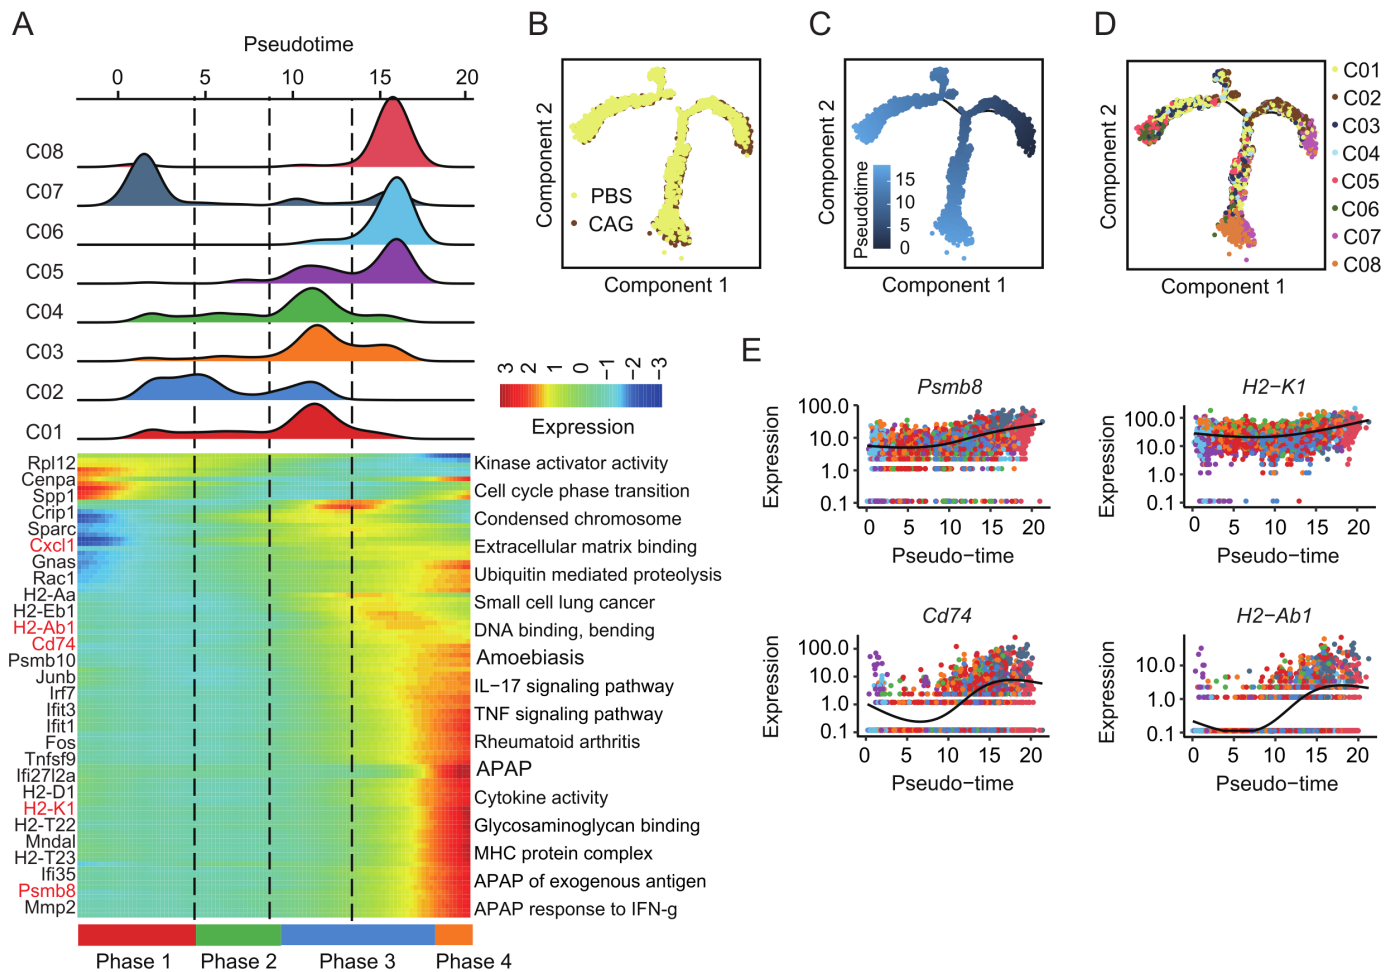 A
Pseudotime
0 5 10 15 20
C08
C07
C06
C05
C04
C03
C02
C01
3 2 1 0 −1 −2 −3
Expression
Rpl12
Cenpa
Spp1
Crip1
Sparc
Cxcl1
Gnas
Rac1
H2-Aa
H2-Eb1
H2-Ab1
Cd74
Psmb10
Junb
Irf7
Ifit3
Ifit1
Fos
Tnfsf9
Ifi27l2a
H2-D1
H2-K1
H2-T22
Mndal
H2-T23
Ifi35
Psmb8
Mmp2
Kinase activator activity
Cell cycle phase transition
Condensed chromosome
Extracellular matrix binding
Ubiquitin mediated proteolysis
Small cell lung cancer
DNA binding, bending
Amoebiasis
IL−17 signaling pathway
TNF signaling pathway
Rheumatoid arthritis
APAP
Cytokine activity
Glycosaminoglycan binding
MHC protein complex
APAP of exogenous antigen
APAP response to IFN-g
Phase 1 Phase 2 Phase 3 Phase 4
B
Component 2
PBS
CAG
Component 1
C
Component 2
Pseudotime
15
10
5
0
Component 1
D
Component 2
Component 1
C01
C02
C03
C04
C05
C06
C07
C08
E
Psmb8
Expression
100.0
10.0
1.0
0.1
0 5 10 15 20
Pseudo−time
H2−K1
Expression
100.0
10.0
1.0
0.1
0 5 10 15 20
Pseudo−time
Cd74
Expression
100.0
10.0
1.0
0.1
0 5 10 15 20
Pseudo−time
H2−Ab1
Expression
10.0
1.0
0.1
0 5 10 15 20
Pseudo−time